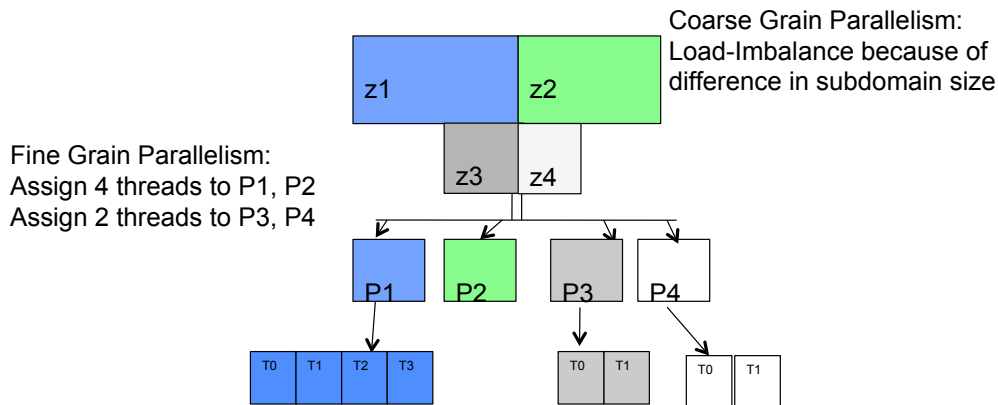 Coarse Grain Parallelism:
Load-Imbalance because of
difference in subdomain size
z1
z2
Fine Grain Parallelism:
Assign 4 threads to P1, P2
Assign 2 threads to P3, P4
z3
z4
P1
P2
P3
P4
T0
T1
T2
T3
T0
T1
T0
T1